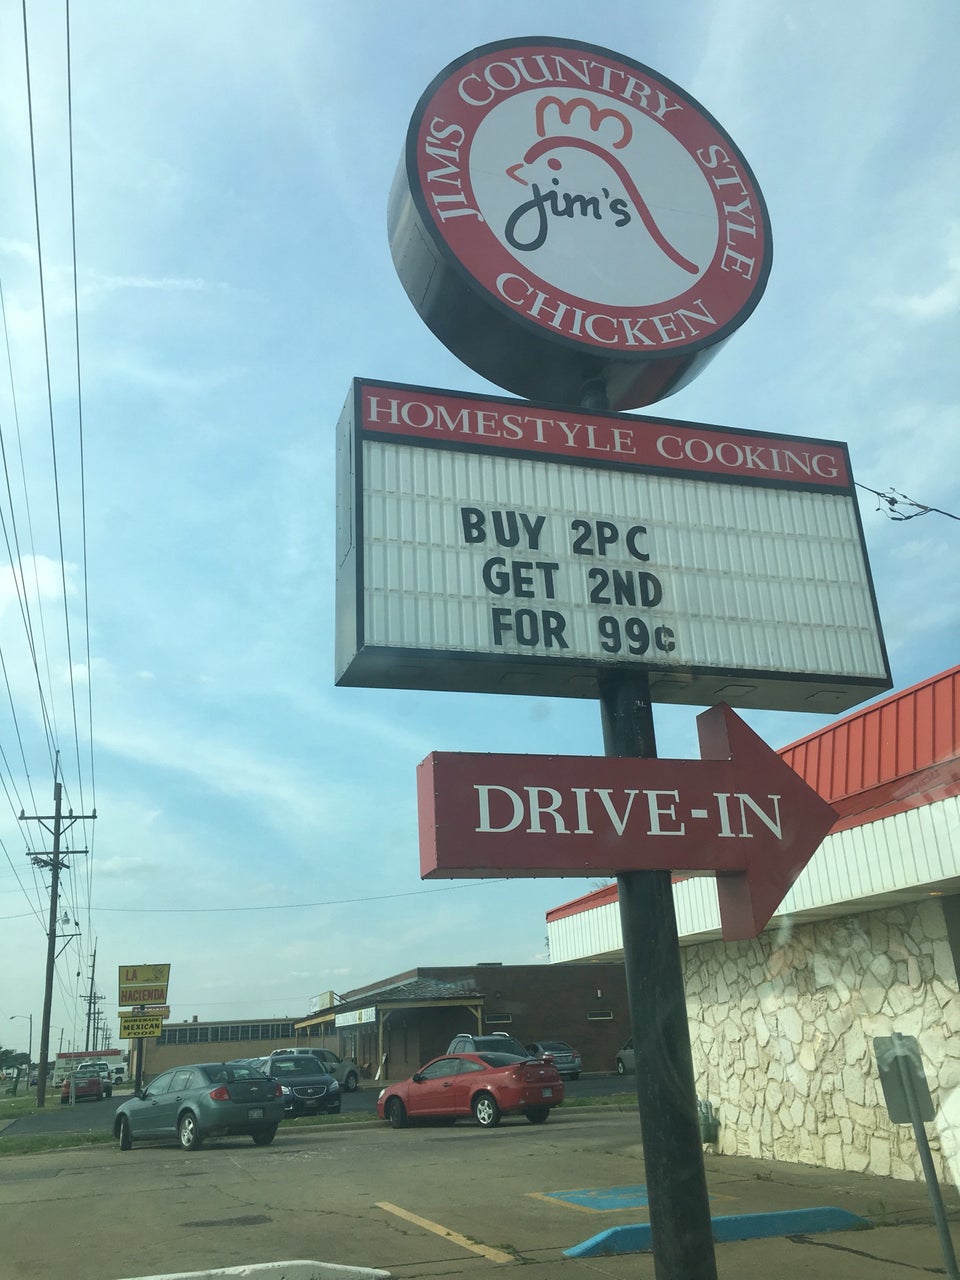 JIM'S COUNTRY STYLE
CHICKEN
jim's
HOMESTYLE COOKING
BUY 2PC
GET 2ND
FOR 99¢
DRIVE-IN
LA
HACIENDA
HOMEMADE
MEXICAN
FOOD